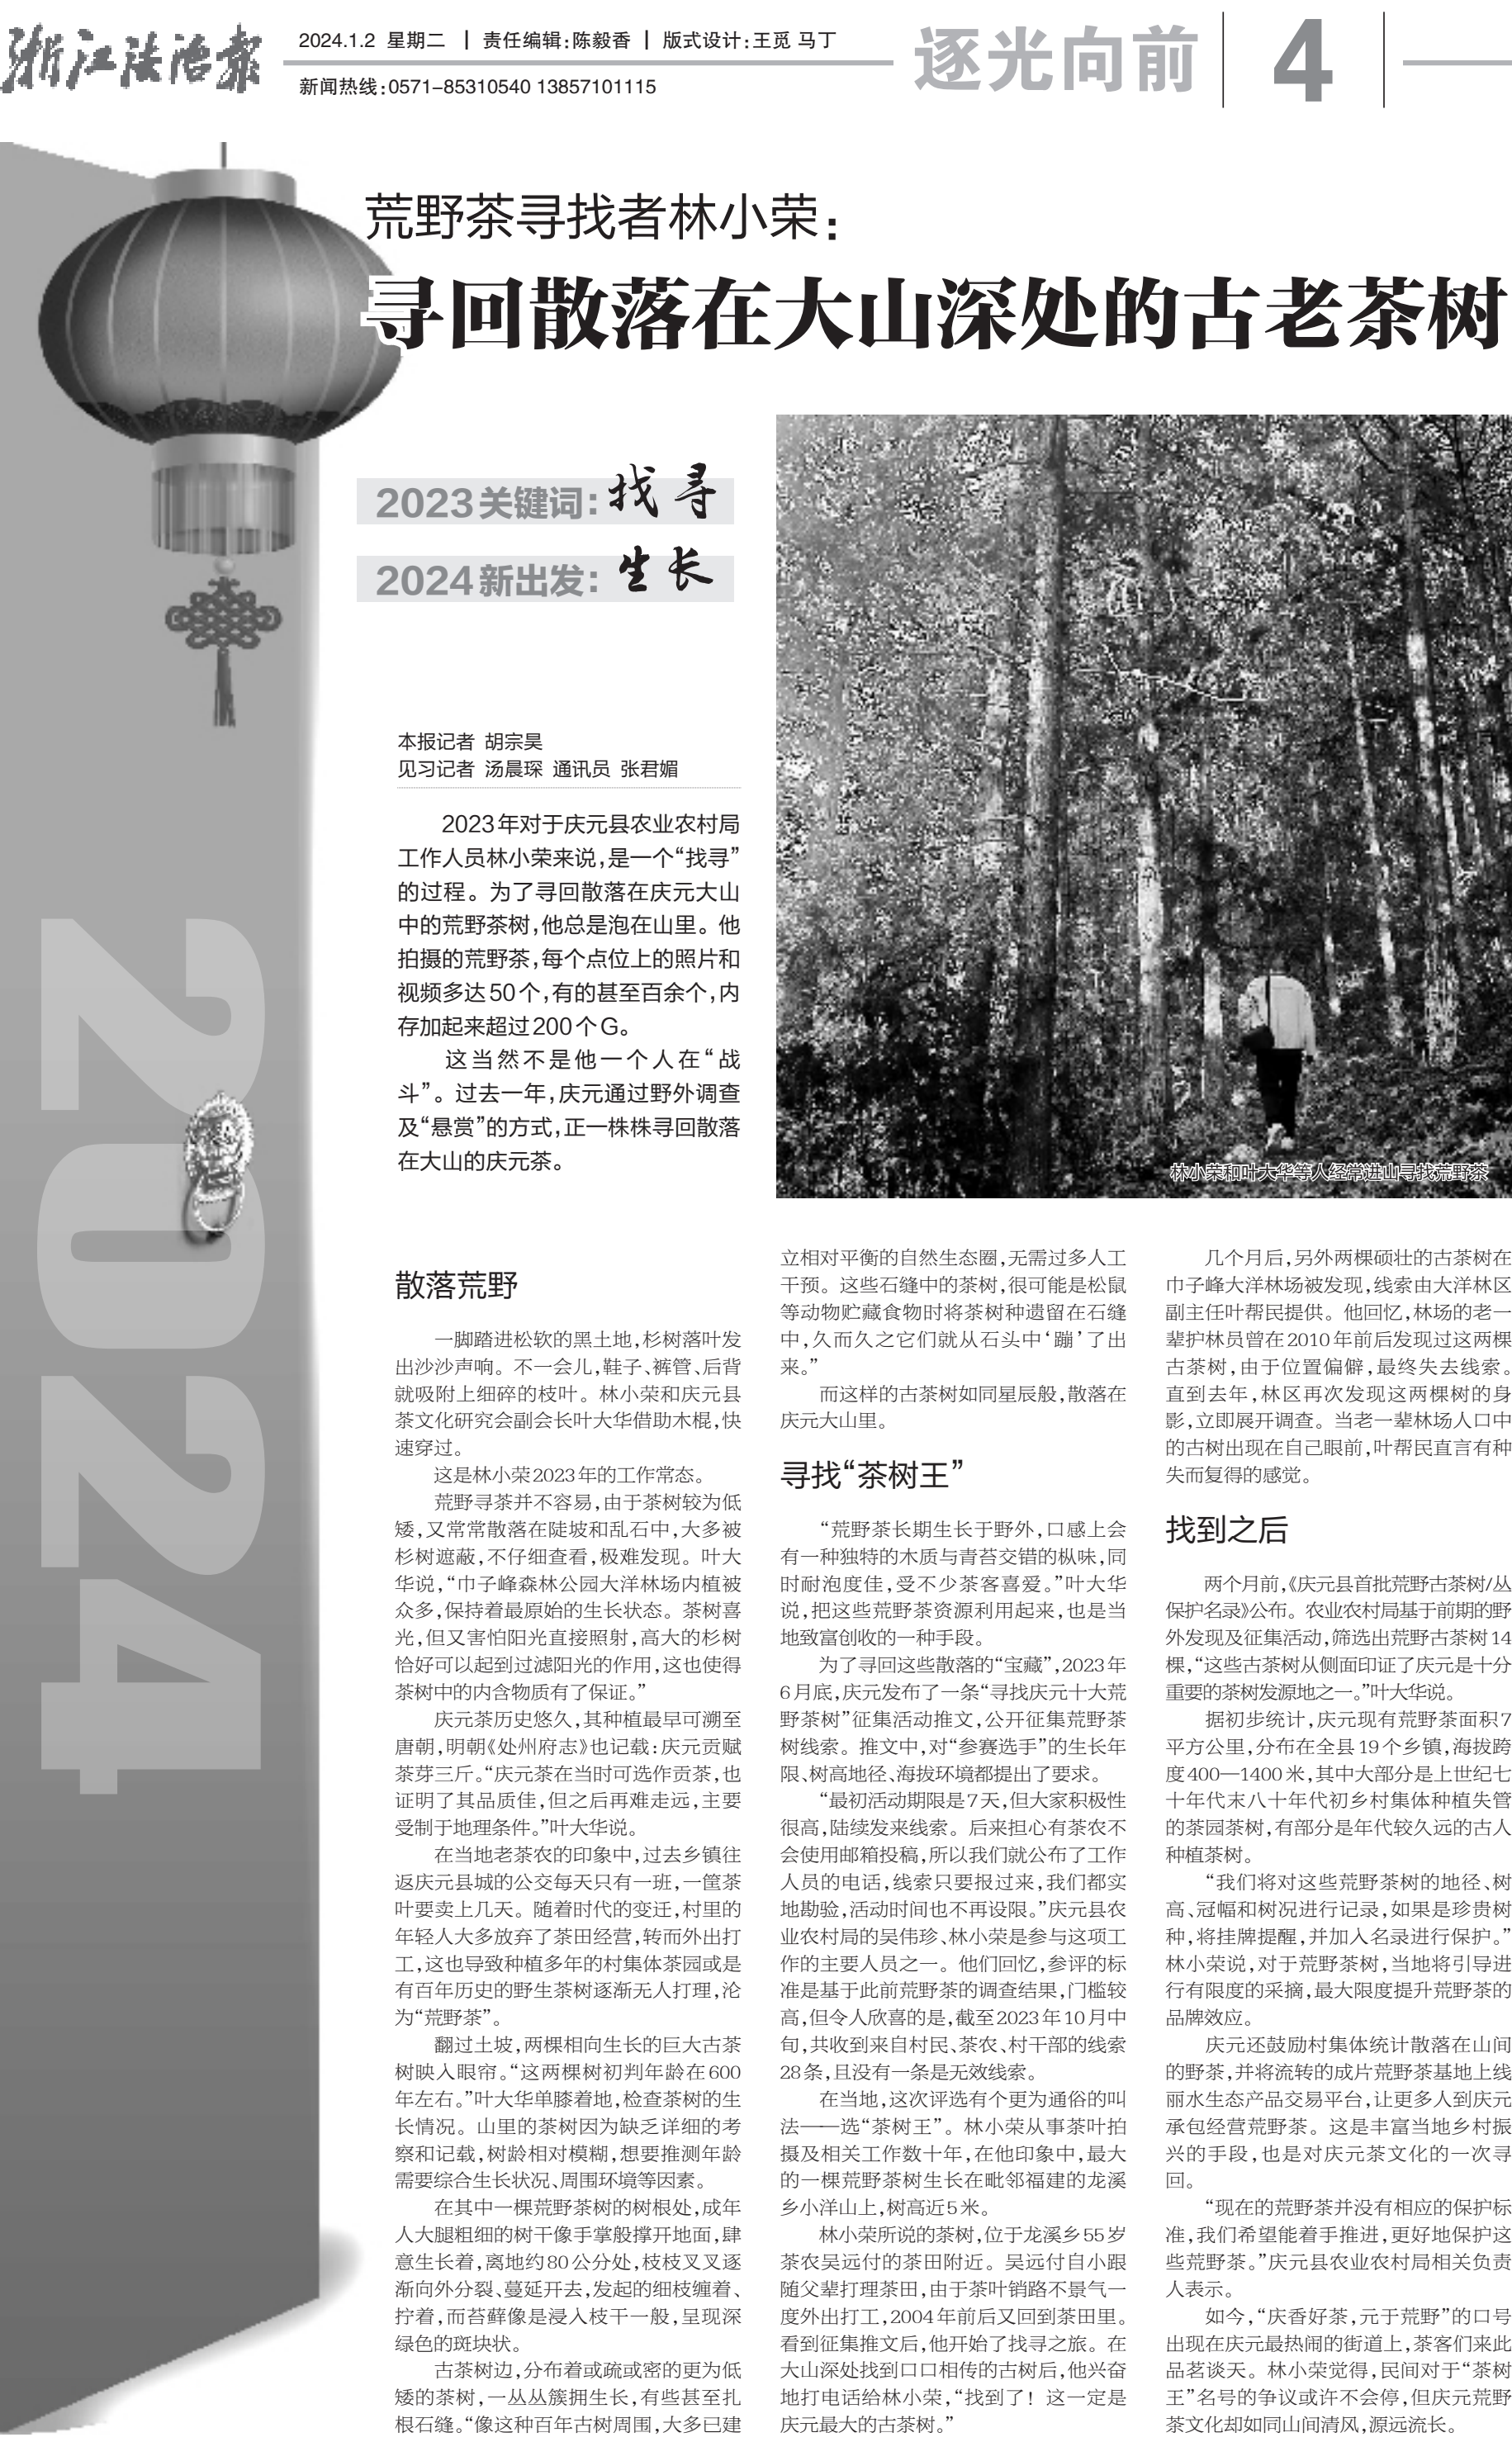 浙江法治报
2024.1.2 星期二 | 责任编辑:陈毅香 | 版式设计:王觅 马丁
新闻热线:0571-85310540 13857101115
逐光向前
4
荒野茶寻找者林小荣:
寻回散落在大山深处的古老茶树
2023关键词:找寻
2024新出发:生长
2024
本报记者 胡宗昊
见习记者 汤晨琛 通讯员 张君媚
2023年对于庆元县农业农村局
工作人员林小荣来说,是一个“找寻”
的过程。为了寻回散落在庆元大山
中的荒野茶树,他总是泡在山里。他
拍摄的荒野茶,每个点位上的照片和
视频多达50个,有的甚至百余个,内
存加起来超过200个G。
这当然不是他一个人在“战
斗”。过去一年,庆元通过野外调查
及“悬赏”的方式,正一株株寻回散落
在大山的庆元茶。
林小荣和叶大华等人经常进山寻找荒野茶
散落荒野
一脚踏进松软的黑土地,杉树落叶发
出沙沙声响。不一会儿,鞋子、裤管、后背
就吸附上细碎的枝叶。林小荣和庆元县
茶文化研究会副会长叶大华借助木棍,快
速穿过。
这是林小荣2023年的工作常态。
荒野寻茶并不容易,由于茶树较为低
矮,又常常散落在陡坡和乱石中,大多被
杉树遮蔽,不仔细查看,极难发现。叶大
华说,“巾子峰森林公园大洋林场内植被
众多,保持着最原始的生长状态。茶树喜
光,但又害怕阳光直接照射,高大的杉树
恰好可以起到过滤阳光的作用,这也使得
茶树中的内含物质有了保证。”
庆元茶历史悠久,其种植最早可溯至
唐朝,明朝《处州府志》也记载:庆元贡赋
茶芽三斤。“庆元茶在当时可选作贡茶,也
证明了其品质佳,但之后再难走远,主要
受制于地理条件。”叶大华说。
在当地老茶农的印象中,过去乡镇往
返庆元县城的公交每天只有一班,一筐茶
叶要卖上几天。随着时代的变迁,村里的
年轻人大多放弃了茶田经营,转而外出打
工,这也导致种植多年的村集体茶园或是
有百年历史的野生茶树逐渐无人打理,沦
为“荒野茶”。
翻过土坡,两棵相向生长的巨大古茶
树映入眼帘。“这两棵树初判年龄在600
年左右。”叶大华单膝着地,检查茶树的生
长情况。山里的茶树因为缺乏详细的考
察和记载,树龄相对模糊,想要推测年龄
需要综合生长状况、周围环境等因素。
在其中一棵荒野茶树的树根处,成年
人大腿粗细的树干像手掌般撑开地面,肆
意生长着,离地约80公分处,枝枝叉叉逐
渐向外分裂、蔓延开去,发起的细枝缠着、
拧着,而苔藓像是浸入枝干一般,呈现深
绿色的斑块状。
古茶树边,分布着或疏或密的更为低
矮的茶树,一丛丛簇拥生长,有些甚至扎
根石缝。“像这种百年古树周围,大多已建
立相对平衡的自然生态圈,无需过多人工
干预。这些石缝中的茶树,很可能是松鼠
等动物贮藏食物时将茶树种遗留在石缝
中,久而久之它们就从石头中‘蹦’了出
来。”
而这样的古茶树如同星辰般,散落在
庆元大山里。
寻找“茶树王”
“荒野茶长期生长于野外,口感上会
有一种独特的木质与青苔交错的枞味,同
时耐泡度佳,受不少茶客喜爱。”叶大华
说,把这些荒野茶资源利用起来,也是当
地致富创收的一种手段。
为了寻回这些散落的“宝藏”,2023年
6月底,庆元发布了一条“寻找庆元十大荒
野茶树”征集活动推文,公开征集荒野茶
树线索。推文中,对“参赛选手”的生长年
限、树高地径、海拔环境都提出了要求。
“最初活动期限是7天,但大家积极性
很高,陆续发来线索。后来担心有茶农不
会使用邮箱投稿,所以我们就公布了工作
人员的电话,线索只要报过来,我们都实
地勘验,活动时间也不再设限。”庆元县农
业农村局的吴伟珍、林小荣是参与这项工
作的主要人员之一。他们回忆,参评的标
准是基于此前荒野茶的调查结果,门槛较
高,但令人欣喜的是,截至2023年10月中
旬,共收到来自村民、茶农、村干部的线索
28条,且没有一条是无效线索。
在当地,这次评选有个更为通俗的叫
法——选“茶树王”。林小荣从事茶叶拍
摄及相关工作数十年,在他印象中,最大
的一棵荒野茶树生长在毗邻福建的龙溪
乡小洋山上,树高近5米。
林小荣所说的茶树,位于龙溪乡55岁
茶农吴远付的茶田附近。吴远付自小跟
随父辈打理茶田,由于茶叶销路不景气一
度外出打工,2004年前后又回到茶田里。
看到征集推文后,他开始了找寻之旅。在
大山深处找到口口相传的古树后,他兴奋
地打电话给林小荣,“找到了!这一定是
庆元最大的古茶树。”
几个月后,另外两棵硕壮的古茶树在
巾子峰大洋林场被发现,线索由大洋林区
副主任叶帮民提供。他回忆,林场的老一
辈护林员曾在2010年前后发现过这两棵
古茶树,由于位置偏僻,最终失去线索。
直到去年,林区再次发现这两棵树的身
影,立即展开调查。当老一辈林场人口中
的古树出现在自己眼前,叶帮民直言有种
失而复得的感觉。
找到之后
两个月前,《庆元县首批荒野古茶树/丛
保护名录》公布。农业农村局基于前期的野
外发现及征集活动,筛选出荒野古茶树14
棵,“这些古茶树从侧面印证了庆元是十分
重要的茶树发源地之一。”叶大华说。
据初步统计,庆元现有荒野茶面积7
平方公里,分布在全县19个乡镇,海拔跨
度400—1400米,其中大部分是上世纪七
十年代末八十年代初乡村集体种植失管
的茶园茶树,有部分是年代较久远的古人
种植茶树。
“我们将对这些荒野茶树的地径、树
高、冠幅和树况进行记录,如果是珍贵树
种,将挂牌提醒,并加入名录进行保护。”
林小荣说,对于荒野茶树,当地将引导进
行有限度的采摘,最大限度提升荒野茶的
品牌效应。
庆元还鼓励村集体统计散落在山间
的野茶,并将流转的成片荒野茶基地上线
丽水生态产品交易平台,让更多人到庆元
承包经营荒野茶。这是丰富当地乡村振
兴的手段,也是对庆元茶文化的一次寻
回。
“现在的荒野茶并没有相应的保护标
准,我们希望能着手推进,更好地保护这
些荒野茶。”庆元县农业农村局相关负责
人表示。
如今,“庆香好茶,元于荒野”的口号
出现在庆元最热闹的街道上,茶客们来此
品茗谈天。林小荣觉得,民间对于“茶树
王”名号的争议或许不会停,但庆元荒野
茶文化却如同山间清风,源远流长。